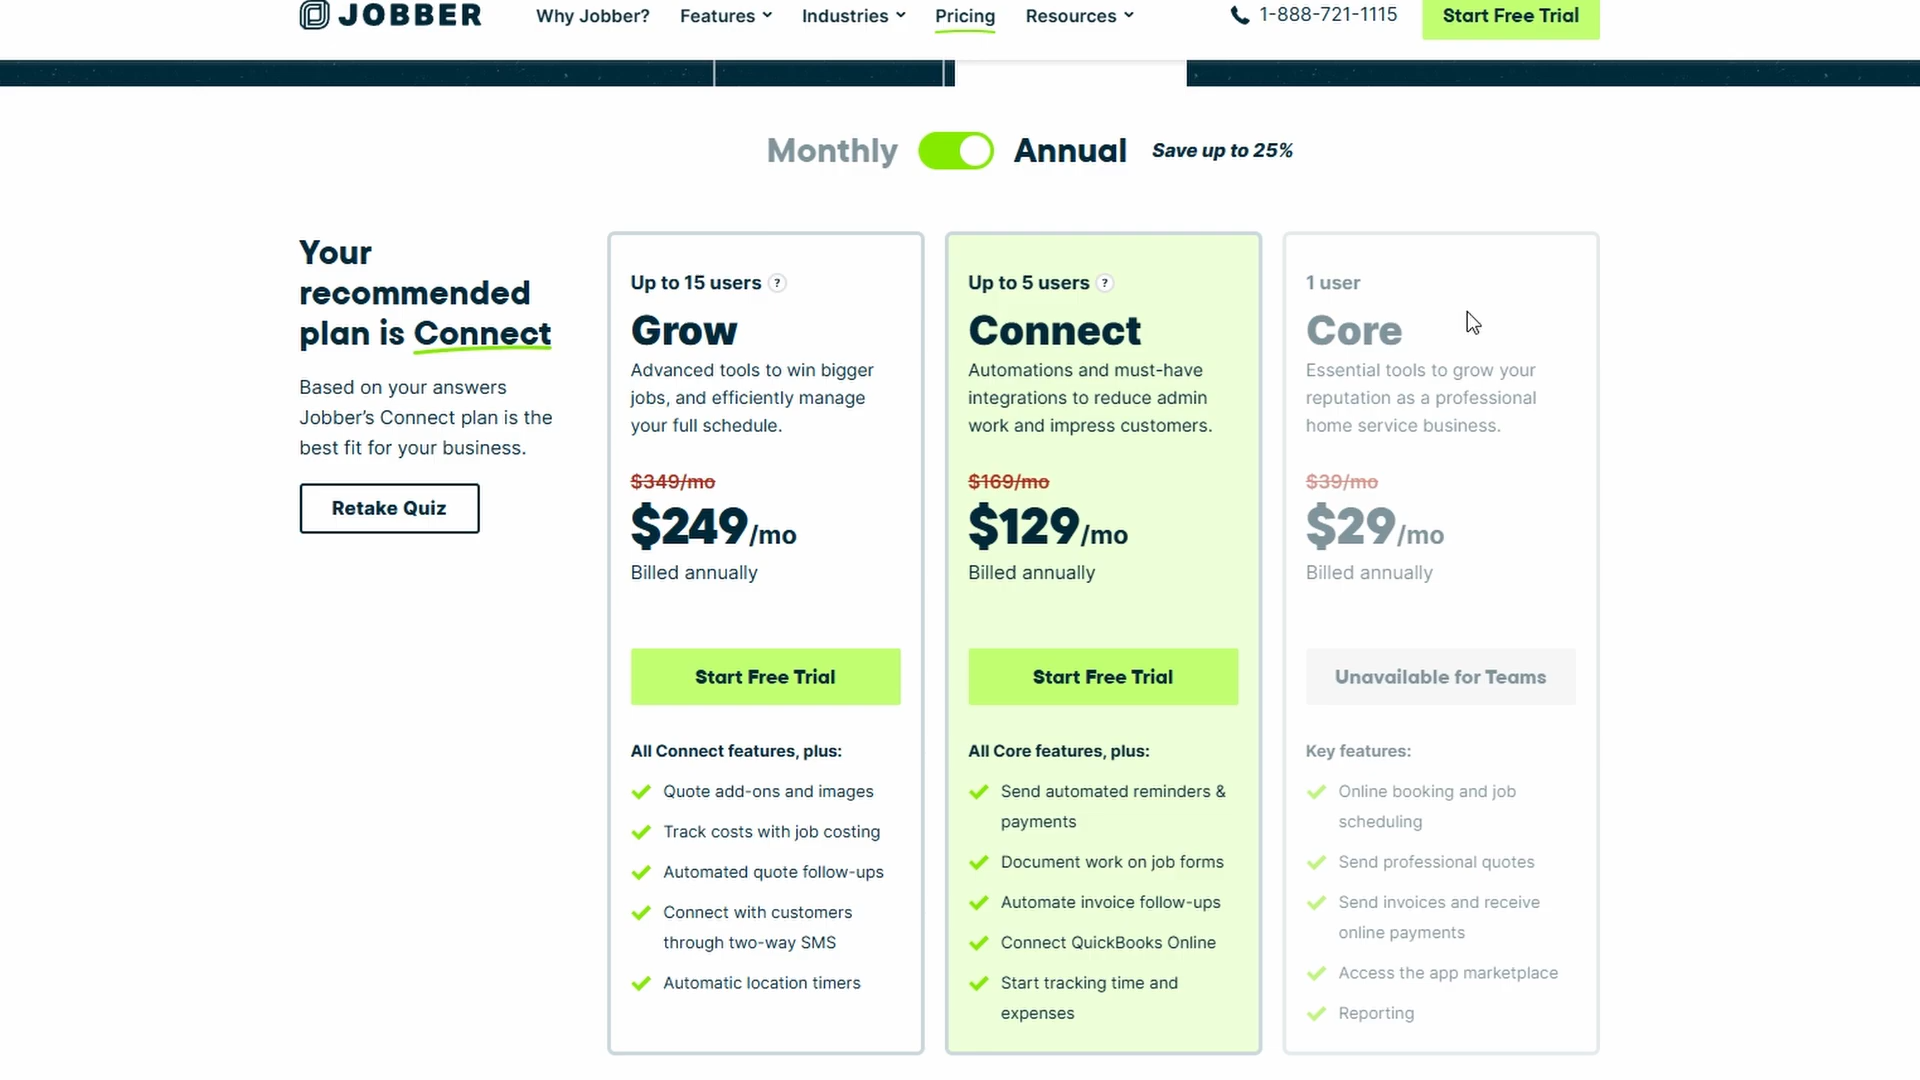 JOBBER
Why Jobber?
Features
Industries
Pricing
Resources
1-888-721-1115
Start Free Trial
Monthly
Annual
Save up to 25%
Your
recommended
plan is Connect
Based on your answers
Jobber's Connect plan is the
best fit for your business.
Retake Quiz
Up to 15 users ?
Grow
Advanced tools to win bigger
jobs, and efficiently manage
your full schedule.
$349/mo
$249/mo
Billed annually
Start Free Trial
All Connect features, plus:
Quote add-ons and images
Track costs with job costing
Automated quote follow-ups
Connect with customers
through two-way SMS
Automatic location timers
Up to 5 users ?
Connect
Automations and must-have
integrations to reduce admin
work and impress customers.
$169/mo
$129/mo
Billed annually
Start Free Trial
All Core features, plus:
Send automated reminders &
payments
Document work on job forms
Automate invoice follow-ups
Connect QuickBooks Online
Start tracking time and
expenses
1 user
Core
Essential tools to grow your
reputation as a professional
home service business.
$39/mo
$29/mo
Billed annually
Unavailable for Teams
Key features:
Online booking and job
scheduling
Send professional quotes
Send invoices and receive
online payments
Access the app marketplace
Reporting